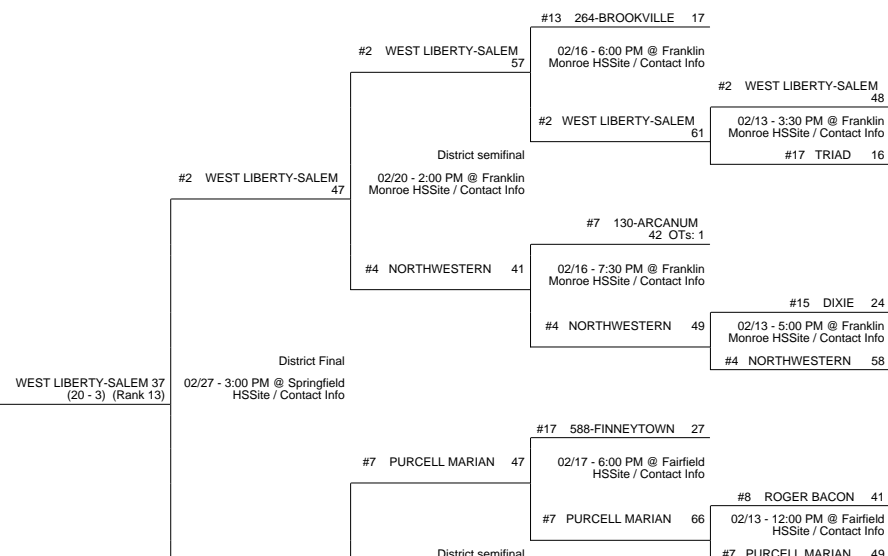 #13 264-BROOKVILLE 17
#2 WEST LIBERTY-SALEM
57
02/16 - 6:00 PM @ Franklin
Monroe HSSite / Contact Info
#2 WEST LIBERTY-SALEM
48
#2 WEST LIBERTY-SALEM
61
02/13 - 3:30 PM @ Franklin
Monroe HSSite / Contact Info
District semifinal
#17 TRIAD 16
#2 WEST LIBERTY-SALEM
47
02/20 - 2:00 PM @ Franklin
Monroe HSSite / Contact Info
#7 130-ARCANUM
42 OTs: 1
#4 NORTHWESTERN 41
02/16 - 7:30 PM @ Franklin
Monroe HSSite / Contact Info
#15 DIXIE 24
#4 NORTHWESTERN 49
02/13 - 5:00 PM @ Franklin
Monroe HSSite / Contact Info
District Final
#4 NORTHWESTERN 58
WEST LIBERTY-SALEM 37
(20 - 3) (Rank 13)
02/27 - 3:00 PM @ Springfield
HSSite / Contact Info
#17 588-FINNEYTOWN 27
#7 PURCELL MARIAN 47
02/17 - 6:00 PM @ Fairfield
HSSite / Contact Info
#8 ROGER BACON 41
#7 PURCELL MARIAN 66
02/13 - 12:00 PM @ Fairfield
HSSite / Contact Info
District semifinal
#7 PURCELL MARIAN 49